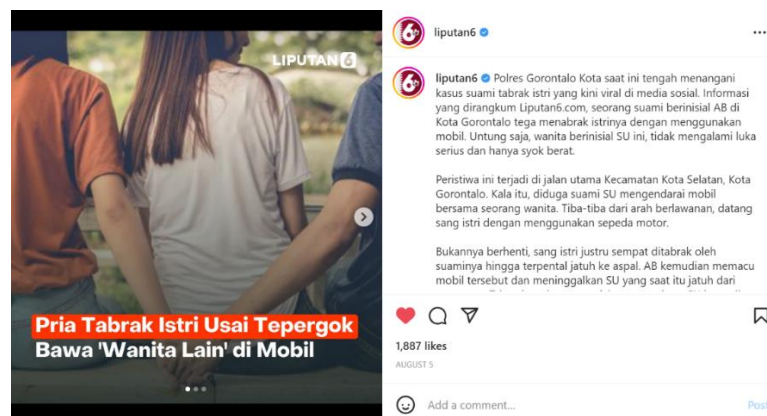 LIPUTAN 6
Pria Tabrak Istri Usai Tepergok
Bawa 'Wanita Lain' di Mobil
liputan6
liputan6 Polres Gorontalo Kota saat ini tengah menangani
kasus suami tabrak istri yang kini viral di media sosial. Informasi
yang dirangkum Liputan6.com, seorang suami berinisial AB di
Kota Gorontalo tega menabrak istrinya dengan menggunakan
mobil. Untung saja, wanita berinisial SU ini, tidak mengalami luka
serius dan hanya syok berat.
Peristiwa ini terjadi di jalan utama Kecamatan Kota Selatan, Kota
Gorontalo. Kala itu, diduga suami SU mengendarai mobil
bersama seorang wanita. Tiba-tiba dari arah berlawanan, datang
sang istri dengan menggunakan sepeda motor.
Bukannya berhenti, sang istri justru sempat ditabrak oleh
suaminya hingga terpental jatuh ke aspal. AB kemudian memacu
mobil tersebut dan meninggalkan SU yang saat itu jatuh dari
1,887 likes
AUGUST 5
Add a comment...
Post